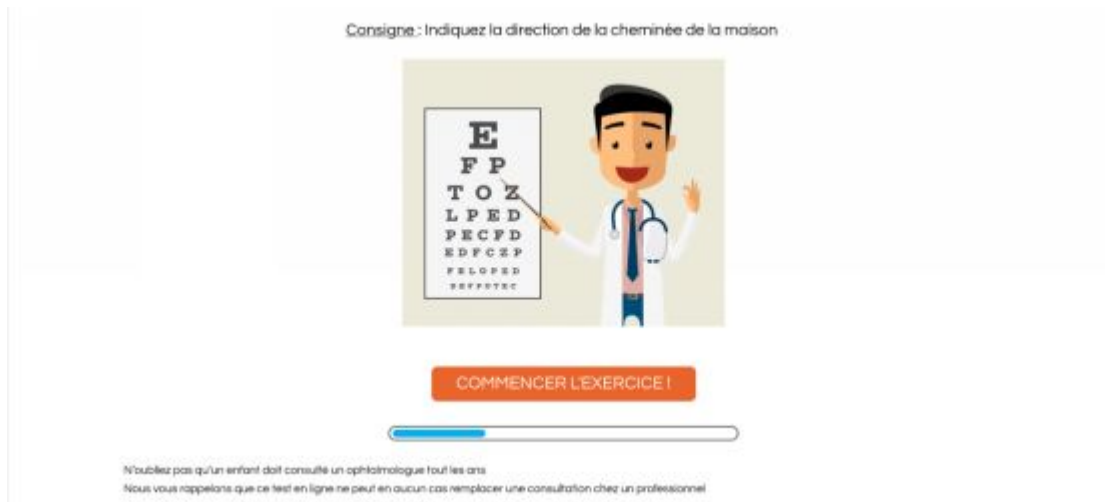 Consigne : Indiquez la direction de la cheminée de la maison
E
F P
T O Z
L P E D
P E C F D
E D F C Z P
F E L O P Z D
D E F P O T E C
COMMENCER L'EXERCICE !
N'oubliez pas qu'un enfant doit consulté un ophtalmologue tout les ans
Nous vous rappelons que ce test en ligne ne peut en aucun cas remplacer une consultation chez un professionnel